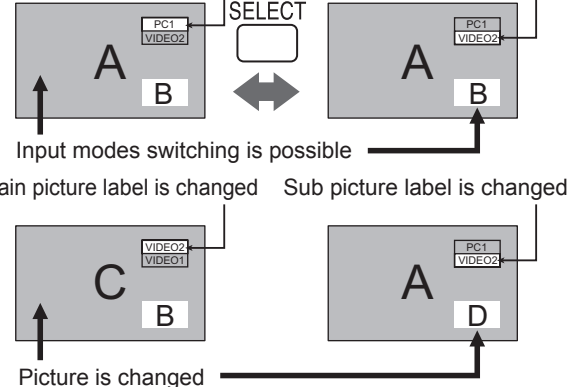 SELECT
PC1
VIDEO2
A
B
PC1
VIDEO2
A
B
Input modes switching is possible
ain picture label is changed
Sub picture label is changed
VIDEO2
VIDEO1
C
B
PC1
VIDEO2
A
D
Picture is changed